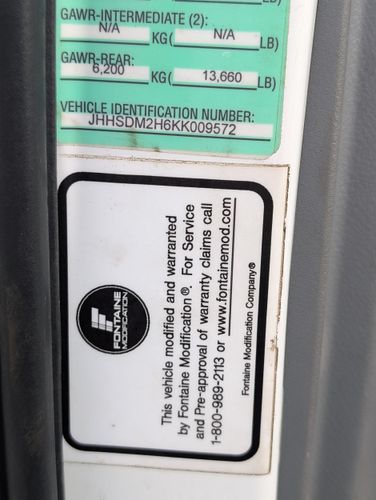 LB)
GAWR-INTERMEDIATE (2):
N/A KG( N/A LB)
GAWR-REAR:
6,200 KG( 13,660 LB)
VEHICLE IDENTIFICATION NUMBER:
JHHSDM2H6KK009572
FONTAINE
MODIFICATION
This vehicle modified and warranted
by Fontaine Modification®. For Service
and Pre-approval of warranty claims call
1-800-989-2113 or www.fontainemod.com
Fontaine Modification Company®